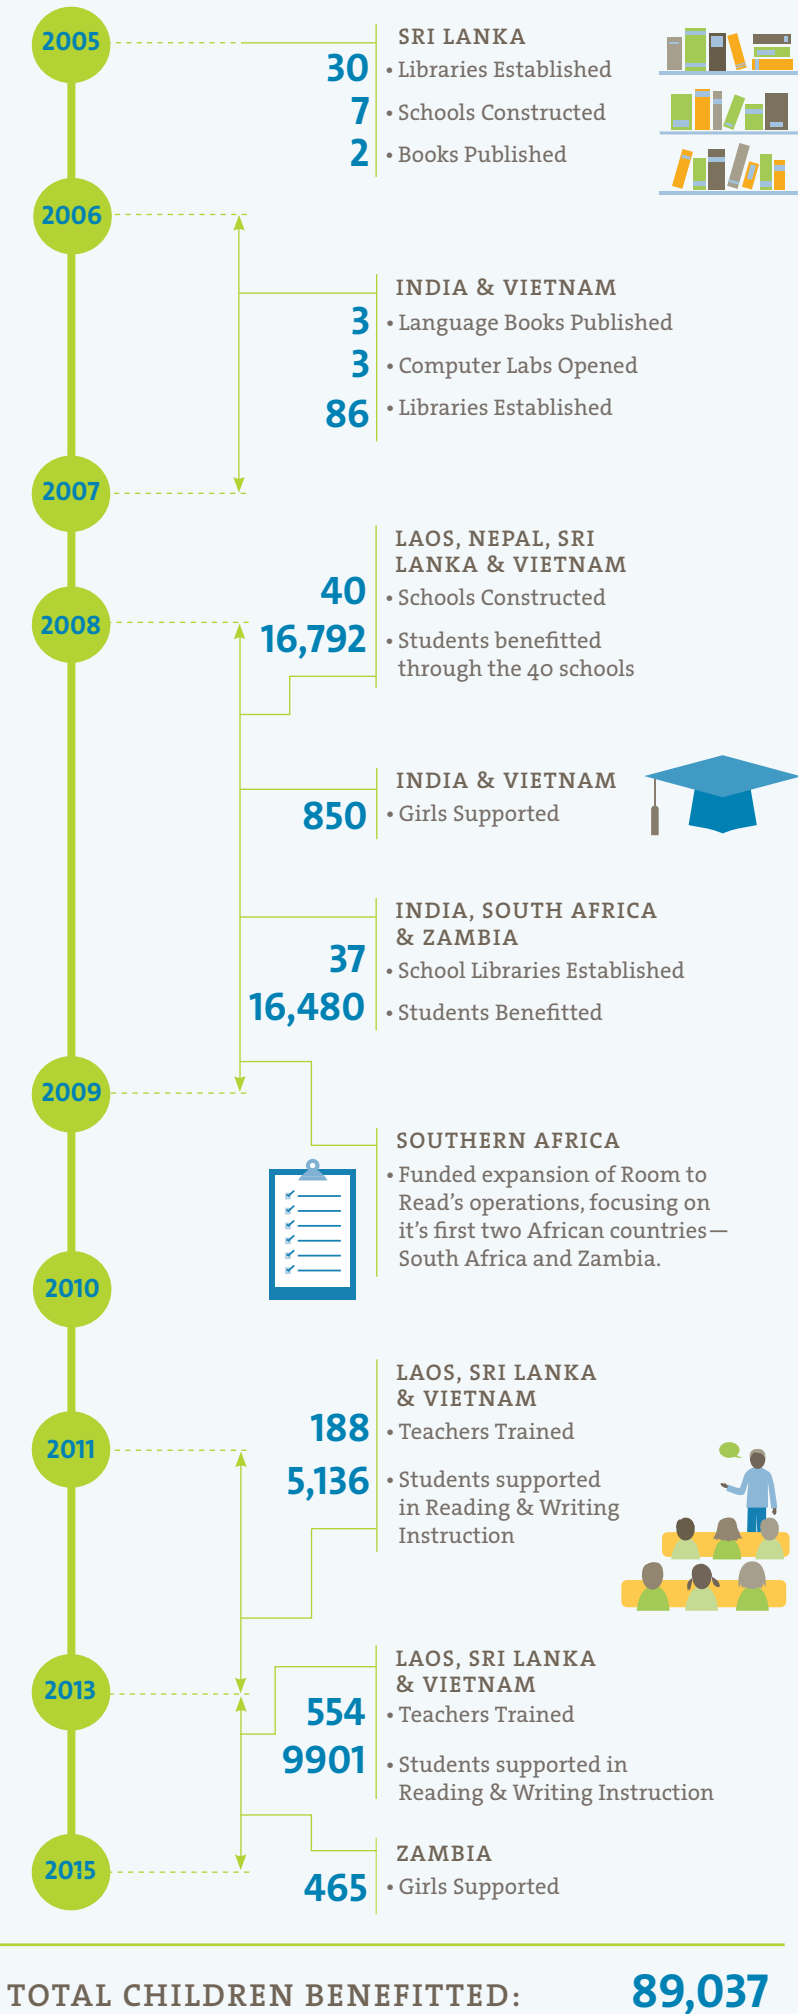 2005
SRI LANKA
30 • Libraries Established
7 • Schools Constructed
2 • Books Published
2006
INDIA & VIETNAM
3 • Language Books Published
3 • Computer Labs Opened
86 • Libraries Established
2007
LAOS, NEPAL, SRI
LANKA & VIETNAM
40 • Schools Constructed
2008
16,792 • Students benefitted
through the 40 schools
INDIA & VIETNAM
850 • Girls Supported
INDIA, SOUTH AFRICA
& ZAMBIA
37 • School Libraries Established
16,480 • Students Benefitted
2009
SOUTHERN AFRICA
• Funded expansion of Room to
Read's operations, focusing on
it's first two African countries—
South Africa and Zambia.
2010
LAOS, SRI LANKA
& VIETNAM
188 • Teachers Trained
2011
5,136 • Students supported
in Reading & Writing
Instruction
LAOS, SRI LANKA
& VIETNAM
2013
554 • Teachers Trained
9901 • Students supported in
Reading & Writing Instruction
ZAMBIA
2015
465 • Girls Supported
TOTAL CHILDREN BENEFITTED: 89,037